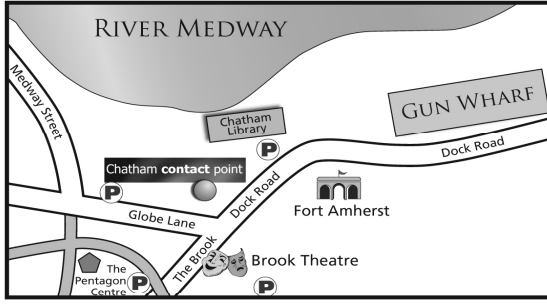 RIVER MEDWAY
Medway Street
GUN WHARF
Chatham
Library
P
Dock Road
Chatham contact point
P
Dock Road
Fort Amherst
Globe Lane
The Brook
Brook Theatre
The
Pentagon
Centre
P
P